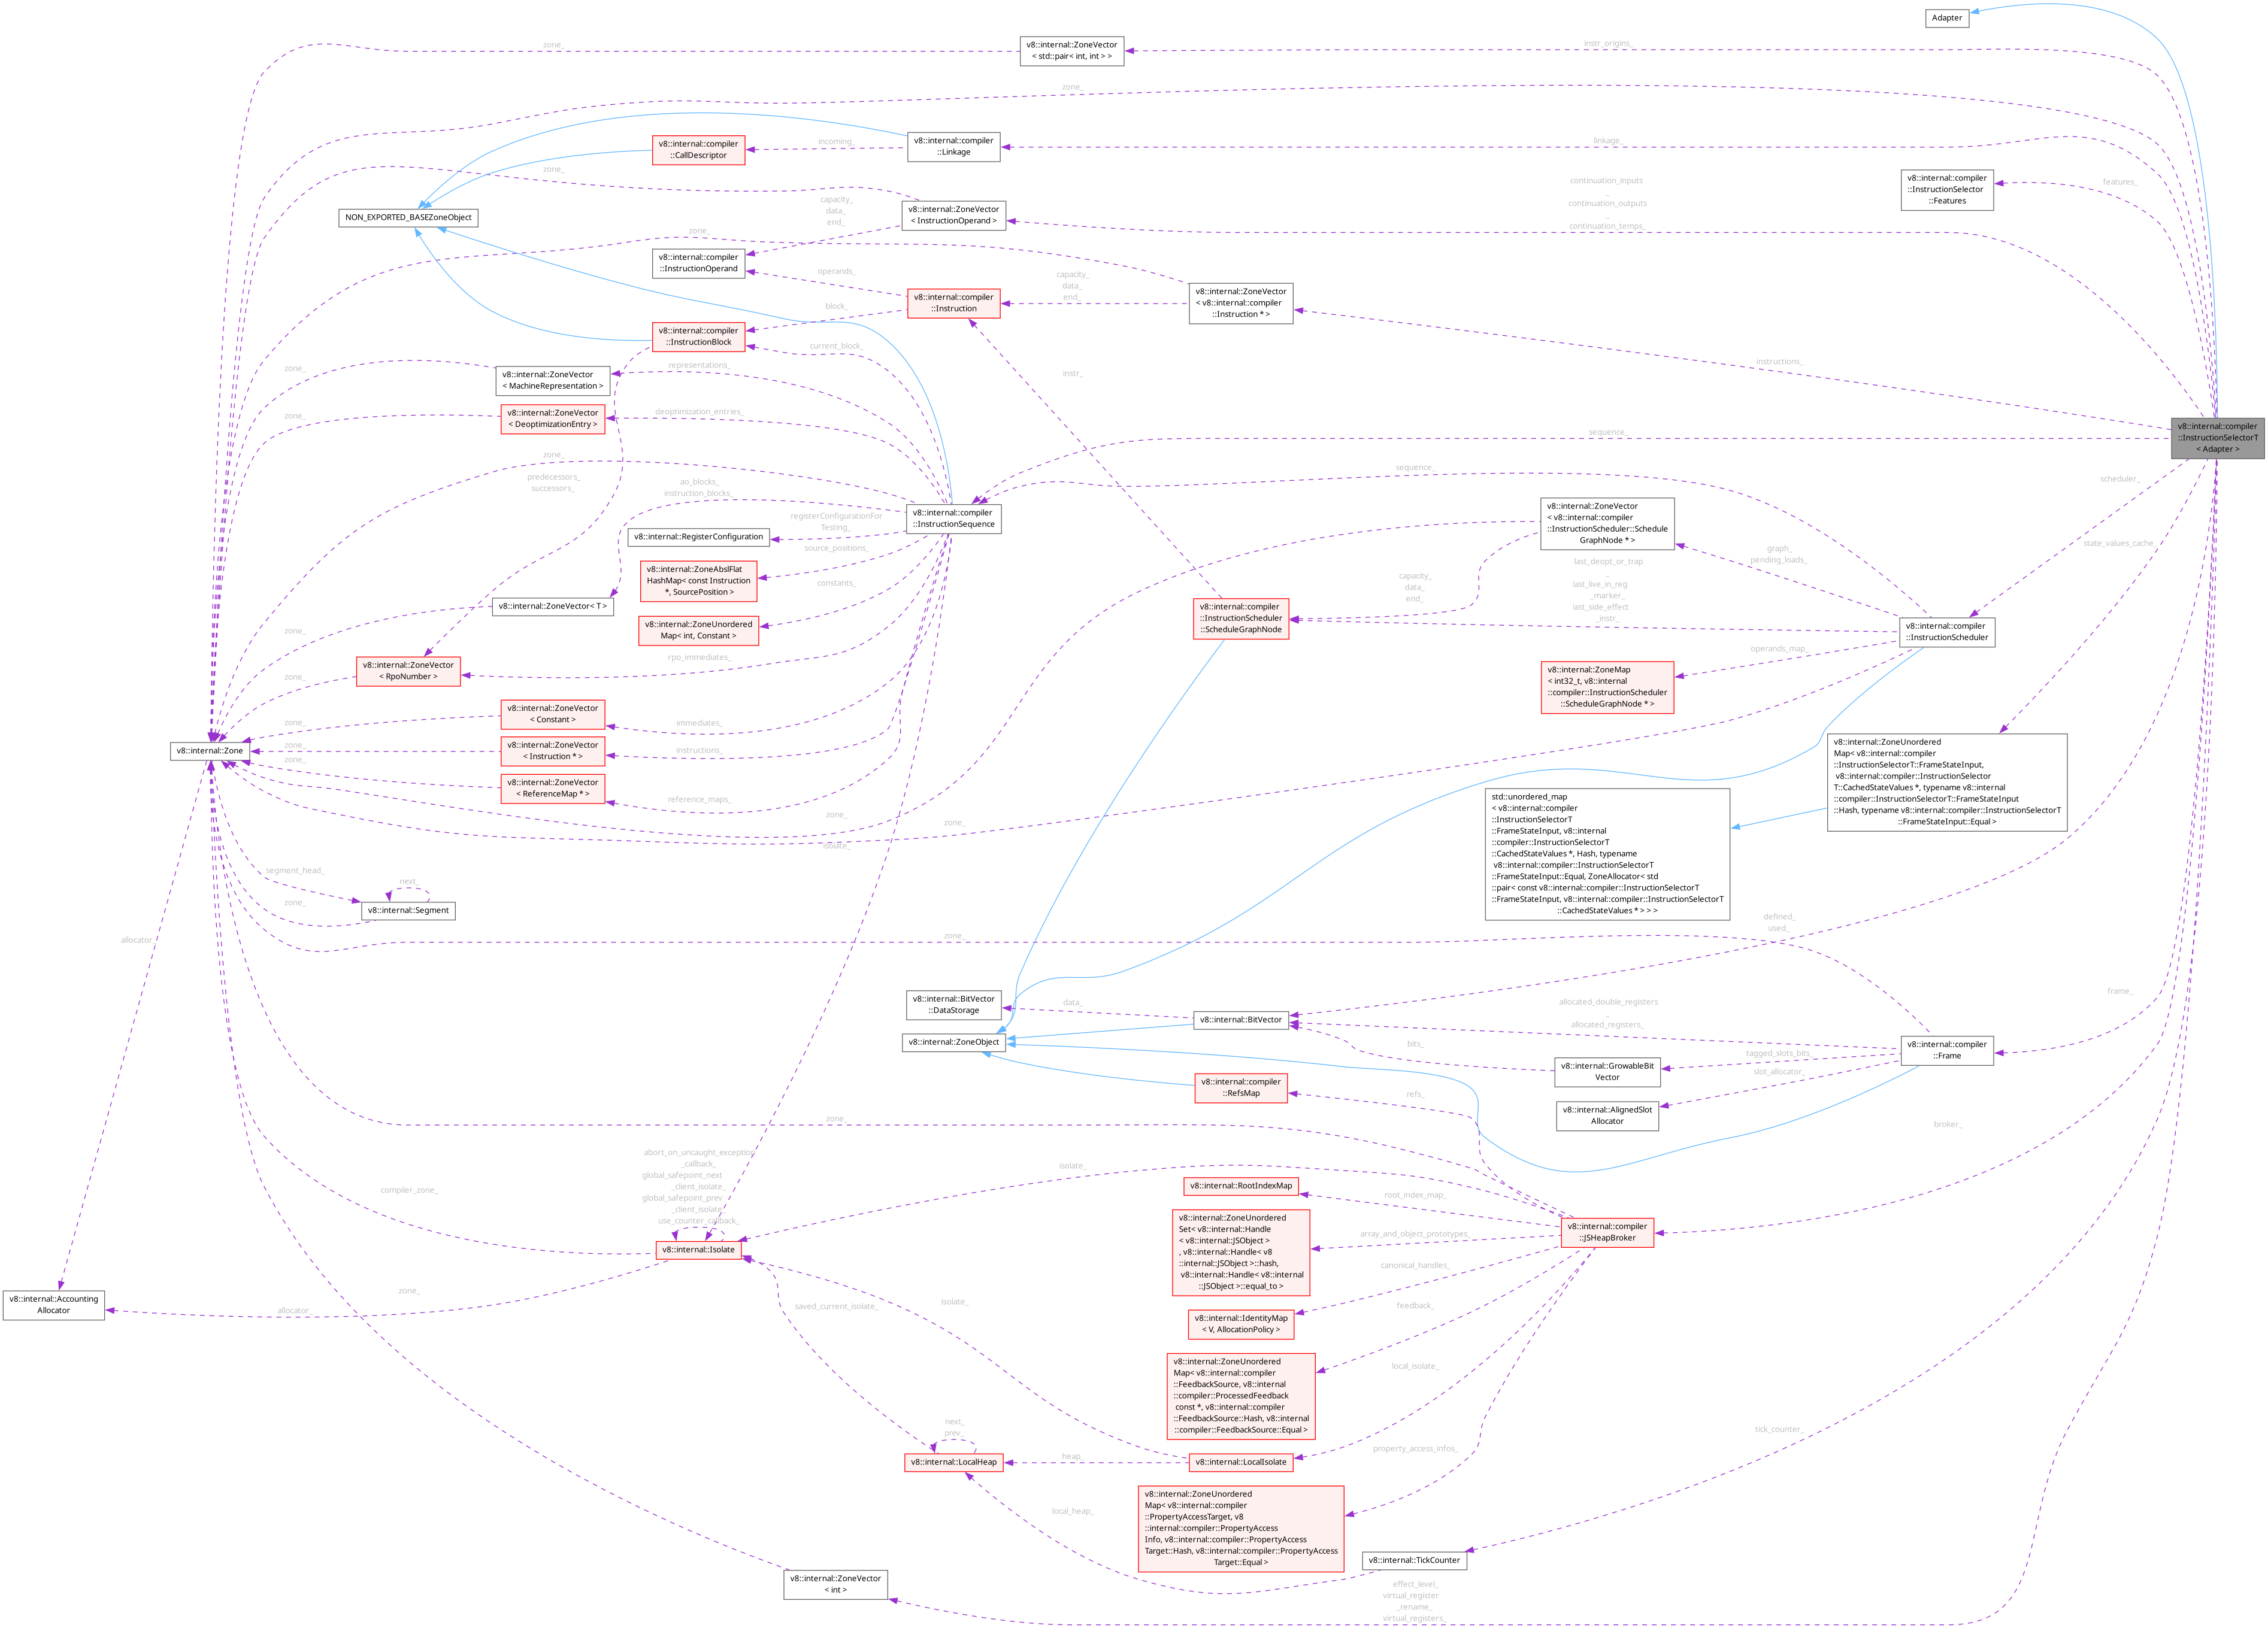 Adapter
v8::internal::ZoneVector
< std::pair< int, int > >
zone_
instr_origins_
zone_
v8::internal::compiler
::CallDescriptor
incoming_
v8::internal::compiler
::Linkage
linkage_
v8::internal::compiler
::InstructionSelector
::Features
features_
zone_
NON_EXPORTED_BASEZoneObject
capacity_
data_
end_
v8::internal::ZoneVector
< InstructionOperand >
continuation_inputs
_
continuation_outputs
_
continuation_temps_
zone_
v8::internal::compiler
::InstructionOperand
operands_
v8::internal::compiler
::Instruction
capacity_
data_
end_
v8::internal::ZoneVector
< v8::internal::compiler
::Instruction * >
instructions_
v8::internal::compiler
::InstructionBlock
block_
current_block_
instr_
zone_
v8::internal::ZoneVector
< MachineRepresentation >
representations_
zone_
v8::internal::ZoneVector
< DeoptimizationEntry >
deoptimization_entries_
v8::internal::compiler
::InstructionSelectorT
< Adapter >
sequence_
sequence_
scheduler_
zone_
predecessors_
successors_
ao_blocks_
instruction_blocks_
v8::internal::compiler
::InstructionSequence
registerConfigurationFor
Testing_
v8::internal::RegisterConfiguration
source_positions_
v8::internal::ZoneAbslFlat
HashMap< const Instruction
*, SourcePosition >
constants_
v8::internal::ZoneUnordered
Map< int, Constant >
v8::internal::ZoneVector< T >
zone_
v8::internal::ZoneVector
< v8::internal::compiler
::InstructionScheduler::Schedule
GraphNode * >
graph_
pending_loads_
state_values_cache_
capacity_
data_
end_
last_deopt_or_trap
_
last_live_in_reg
_marker_
last_side_effect
_instr_
v8::internal::compiler
::InstructionScheduler
::ScheduleGraphNode
v8::internal::compiler
::InstructionScheduler
operands_map_
v8::internal::ZoneMap
< int32_t, v8::internal
::compiler::InstructionScheduler
::ScheduleGraphNode * >
v8::internal::ZoneVector
< RpoNumber >
zone_
rpo_immediates_
v8::internal::ZoneVector
< Constant >
zone_
immediates_
v8::internal::Zone
v8::internal::ZoneVector
< Instruction * >
zone_
instructions_
v8::internal::ZoneVector
< ReferenceMap * >
zone_
reference_maps_
zone_
zone_
isolate_
v8::internal::ZoneUnordered
Map< v8::internal::compiler
::InstructionSelectorT::FrameStateInput,
v8::internal::compiler::InstructionSelector
T::CachedStateValues *, typename v8::internal
::compiler::InstructionSelectorT::FrameStateInput
::Hash, typename v8::internal::compiler::InstructionSelectorT
::FrameStateInput::Equal >
std::unordered_map
< v8::internal::compiler
::InstructionSelectorT
::FrameStateInput, v8::internal
::compiler::InstructionSelectorT
::CachedStateValues *, Hash, typename
v8::internal::compiler::InstructionSelectorT
::FrameStateInput::Equal, ZoneAllocator< std
::pair< const v8::internal::compiler::InstructionSelectorT
::FrameStateInput, v8::internal::compiler::InstructionSelectorT
::CachedStateValues * > > >
segment_head_
next_
v8::internal::Segment
zone_
allocator_
zone_
defined_
used_
v8::internal::BitVector
::DataStorage
data_
v8::internal::BitVector
allocated_double_registers
_
allocated_registers_
frame_
v8::internal::ZoneObject
bits_
v8::internal::GrowableBit
Vector
tagged_slots_bits_
v8::internal::compiler
::Frame
slot_allocator_
v8::internal::AlignedSlot
Allocator
v8::internal::compiler
::RefsMap
refs_
zone_
broker_
isolate_
abort_on_uncaught_exception
_callback_
global_safepoint_next
_client_isolate_
global_safepoint_prev
_client_isolate_
use_counter_callback_
compiler_zone_
v8::internal::Isolate
v8::internal::RootIndexMap
root_index_map_
v8::internal::compiler
::JSHeapBroker
v8::internal::ZoneUnordered
Set< v8::internal::Handle
< v8::internal::JSObject >
, v8::internal::Handle< v8
::internal::JSObject >::hash,
v8::internal::Handle< v8::internal
::JSObject >::equal_to >
array_and_object_prototypes_
v8::internal::Accounting
Allocator
allocator_
zone_
saved_current_isolate_
isolate_
canonical_handles_
v8::internal::IdentityMap
< V, AllocationPolicy >
feedback_
v8::internal::ZoneUnordered
Map< v8::internal::compiler
::FeedbackSource, v8::internal
::compiler::ProcessedFeedback
const *, v8::internal::compiler
::FeedbackSource::Hash, v8::internal
::compiler::FeedbackSource::Equal >
local_isolate_
next_
prev_
v8::internal::LocalHeap
heap_
v8::internal::LocalIsolate
property_access_infos_
tick_counter_
v8::internal::ZoneUnordered
Map< v8::internal::compiler
::PropertyAccessTarget, v8
::internal::compiler::PropertyAccess
Info, v8::internal::compiler::PropertyAccess
Target::Hash, v8::internal::compiler::PropertyAccess
Target::Equal >
local_heap_
v8::internal::TickCounter
v8::internal::ZoneVector
< int >
effect_level_
virtual_register
_rename_
virtual_registers_